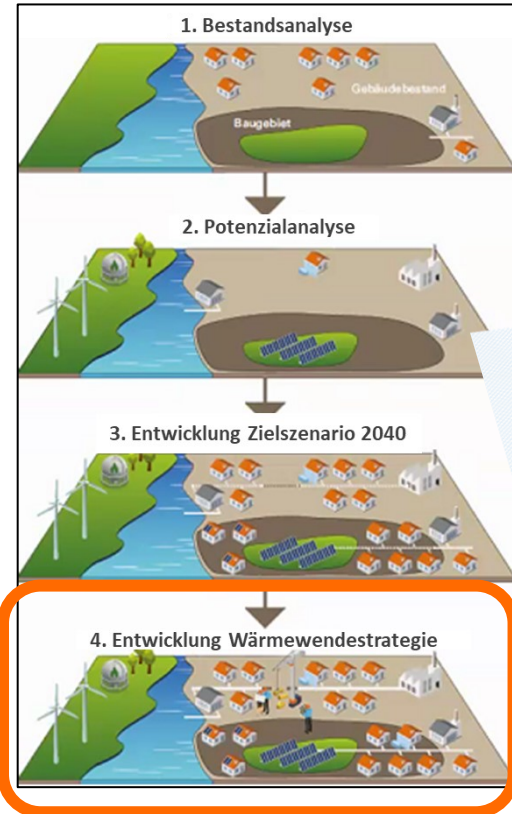 1. Bestandsanalyse
Gebäudebestand
Baugebiet
2. Potenzialanalyse
3. Entwicklung Zielszenario 2040
4. Entwicklung Wärmewendestrategie